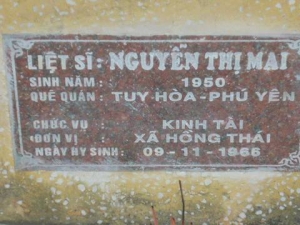 LIỆT SĨ: NGUYỄN THỊ MAI
SINH NĂM : 1950
QUÊ QUÁN : TUY HÒA-PHÚ YÊN
CHỨC VỤ : KINH TÀI
ĐƠN VỊ : XÃ HỒNG THÁI
NGÀY HY SINH: 09-11-1966